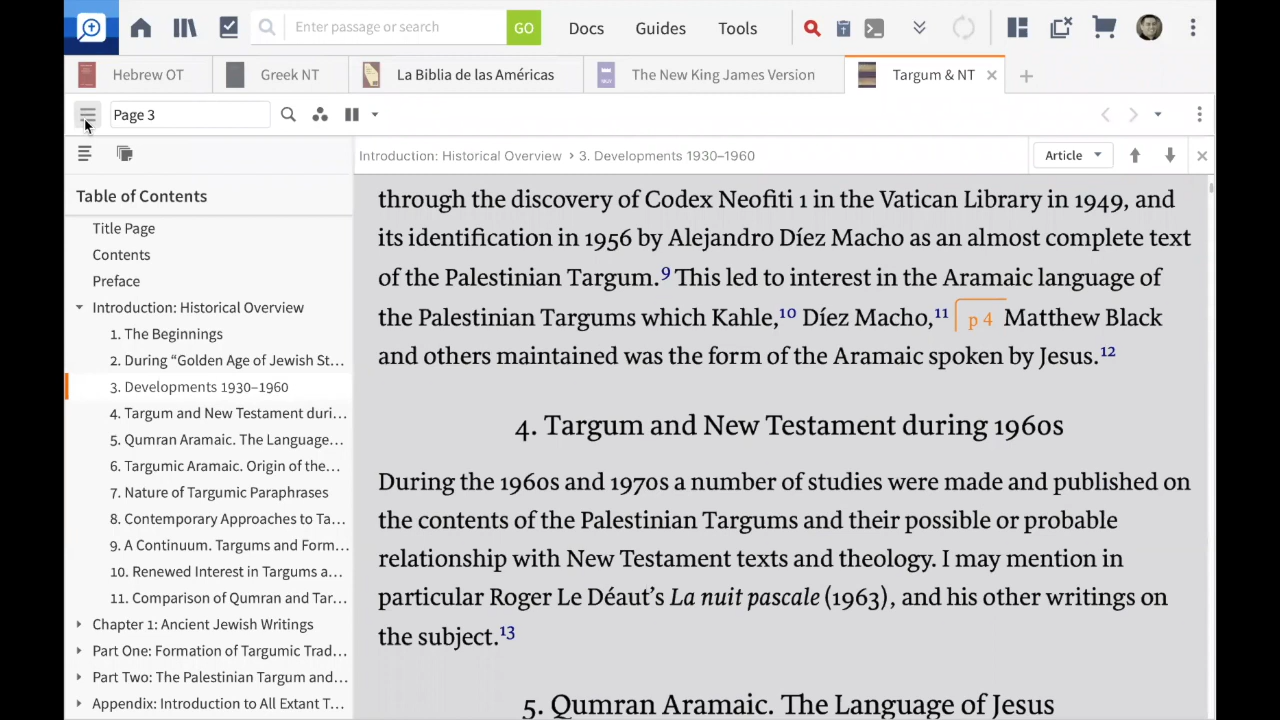 Enter passage or search
GO
Docs
Guides
Tools
Hebrew OT
Greek NT
La Biblia de las Américas
The New King James Version
Targum & NT
Page 3
Introduction: Historical Overview › 3. Developments 1930–1960
Article
Table of Contents
Title Page
Contents
Preface
Introduction: Historical Overview
1. The Beginnings
2. During “Golden Age of Jewish St...
3. Developments 1930–1960
4. Targum and New Testament duri...
5. Qumran Aramaic. The Language...
6. Targumic Aramaic. Origin of the...
7. Nature of Targumic Paraphrases
8. Contemporary Approaches to Ta...
9. A Continuum. Targums and Form...
10. Renewed Interest in Targums a...
11. Comparison of Qumran and Tar...
Chapter 1: Ancient Jewish Writings
Part One: Formation of Targumic Trad...
Part Two: The Palestinian Targum and...
Appendix: Introduction to All Extant T...
through the discovery of Codex Neofiti 1 in the Vatican Library in 1949, and
its identification in 1956 by Alejandro Díez Macho as an almost complete text
of the Palestinian Targum.9 This led to interest in the Aramaic language of
the Palestinian Targums which Kahle,10 Díez Macho,11 p 4 Matthew Black
and others maintained was the form of the Aramaic spoken by Jesus.12
4. Targum and New Testament during 1960s
During the 1960s and 1970s a number of studies were made and published on
the contents of the Palestinian Targums and their possible or probable
relationship with New Testament texts and theology. I may mention in
particular Roger Le Déaut’s La nuit pascale (1963), and his other writings on
the subject.13
5. Qumran Aramaic. The Language of Jesus